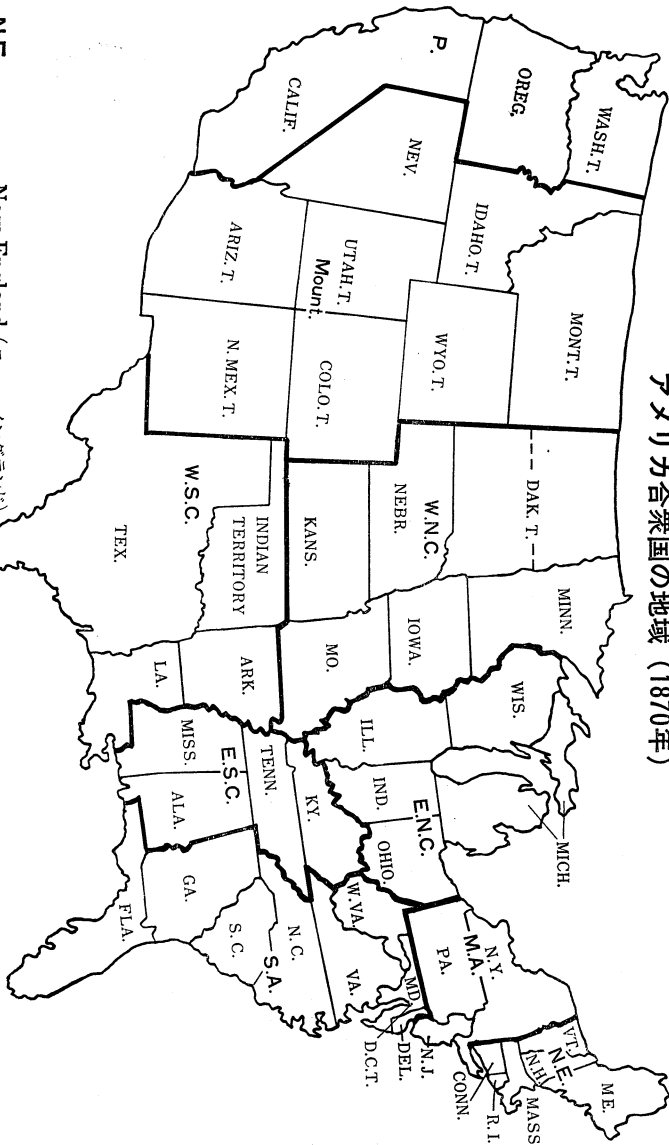 アメリカ合衆国の地域（1870年）
WASH.T.
OREG.
P.
CALIF.
NEV.
IDAHO.T.
MONT.T.
WYO.T.
UTAH.T.
Mount.
COLO.T.
ARIZ.T.
N.MEX.T.
DAK.T.
NEBR.
W.N.C.
KANS.
MINN.
IOWA.
MO.
W.S.C.
INDIAN
TERRITORY
TEX.
ARK.
LA.
WIS.
MICH.
ILL.
IND.
E.N.C.
OHIO.
KY.
TENN.
E.S.C.
MISS.
ALA.
GA.
FLA.
S.C.
S.A.
N.C.
VA.
W.VA.
MD.
D.C.T.
DEL.
N.J.
PA.
M.A.
N.Y.
CONN.
R.I.
MASS
VT.
N.H.
N.E.
ME.